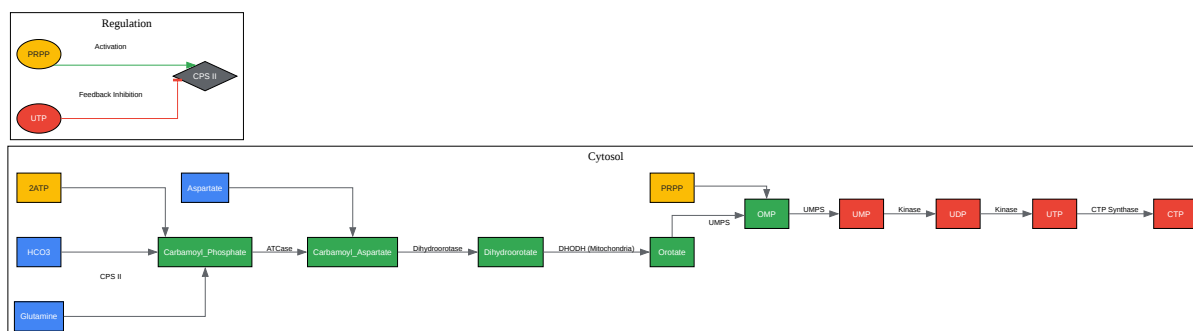 Regulation
PRPP
Activation
CPS II
Feedback Inhibition
UTP
Cytosol
2ATP
Aspartate
PRPP
OMP
UMPS
UMP
Kinase
UDP
Kinase
UTP
CTP Synthase
CTP
UMPS
HCO3
Carbamoyl_Phosphate
ATCase
Carbamoyl_Aspartate
Dihydroorotase
Dihydroorotate
DHODH (Mitochondria)
Orotate
CPS II
Glutamine